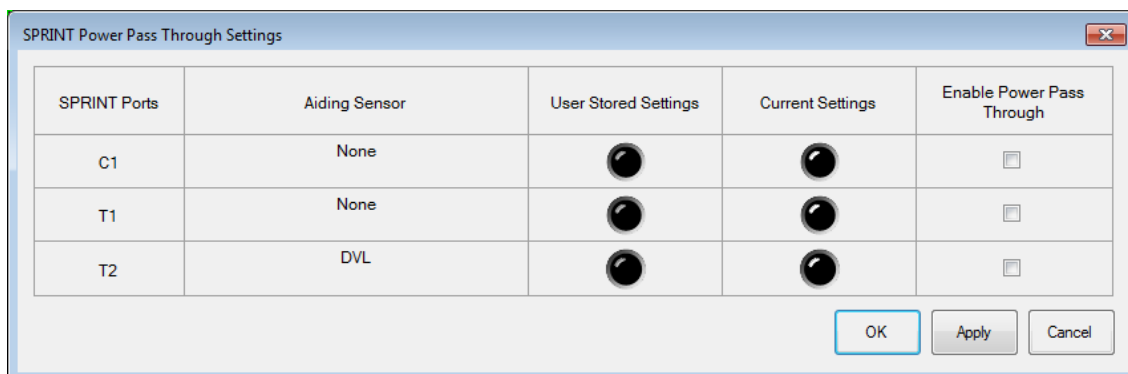 SPRINT Power Pass Through Settings
SPRINT Ports
Aiding Sensor
User Stored Settings
Current Settings
Enable Power Pass
Through
C1
None
T1
None
T2
DVL
OK
Apply
Cancel